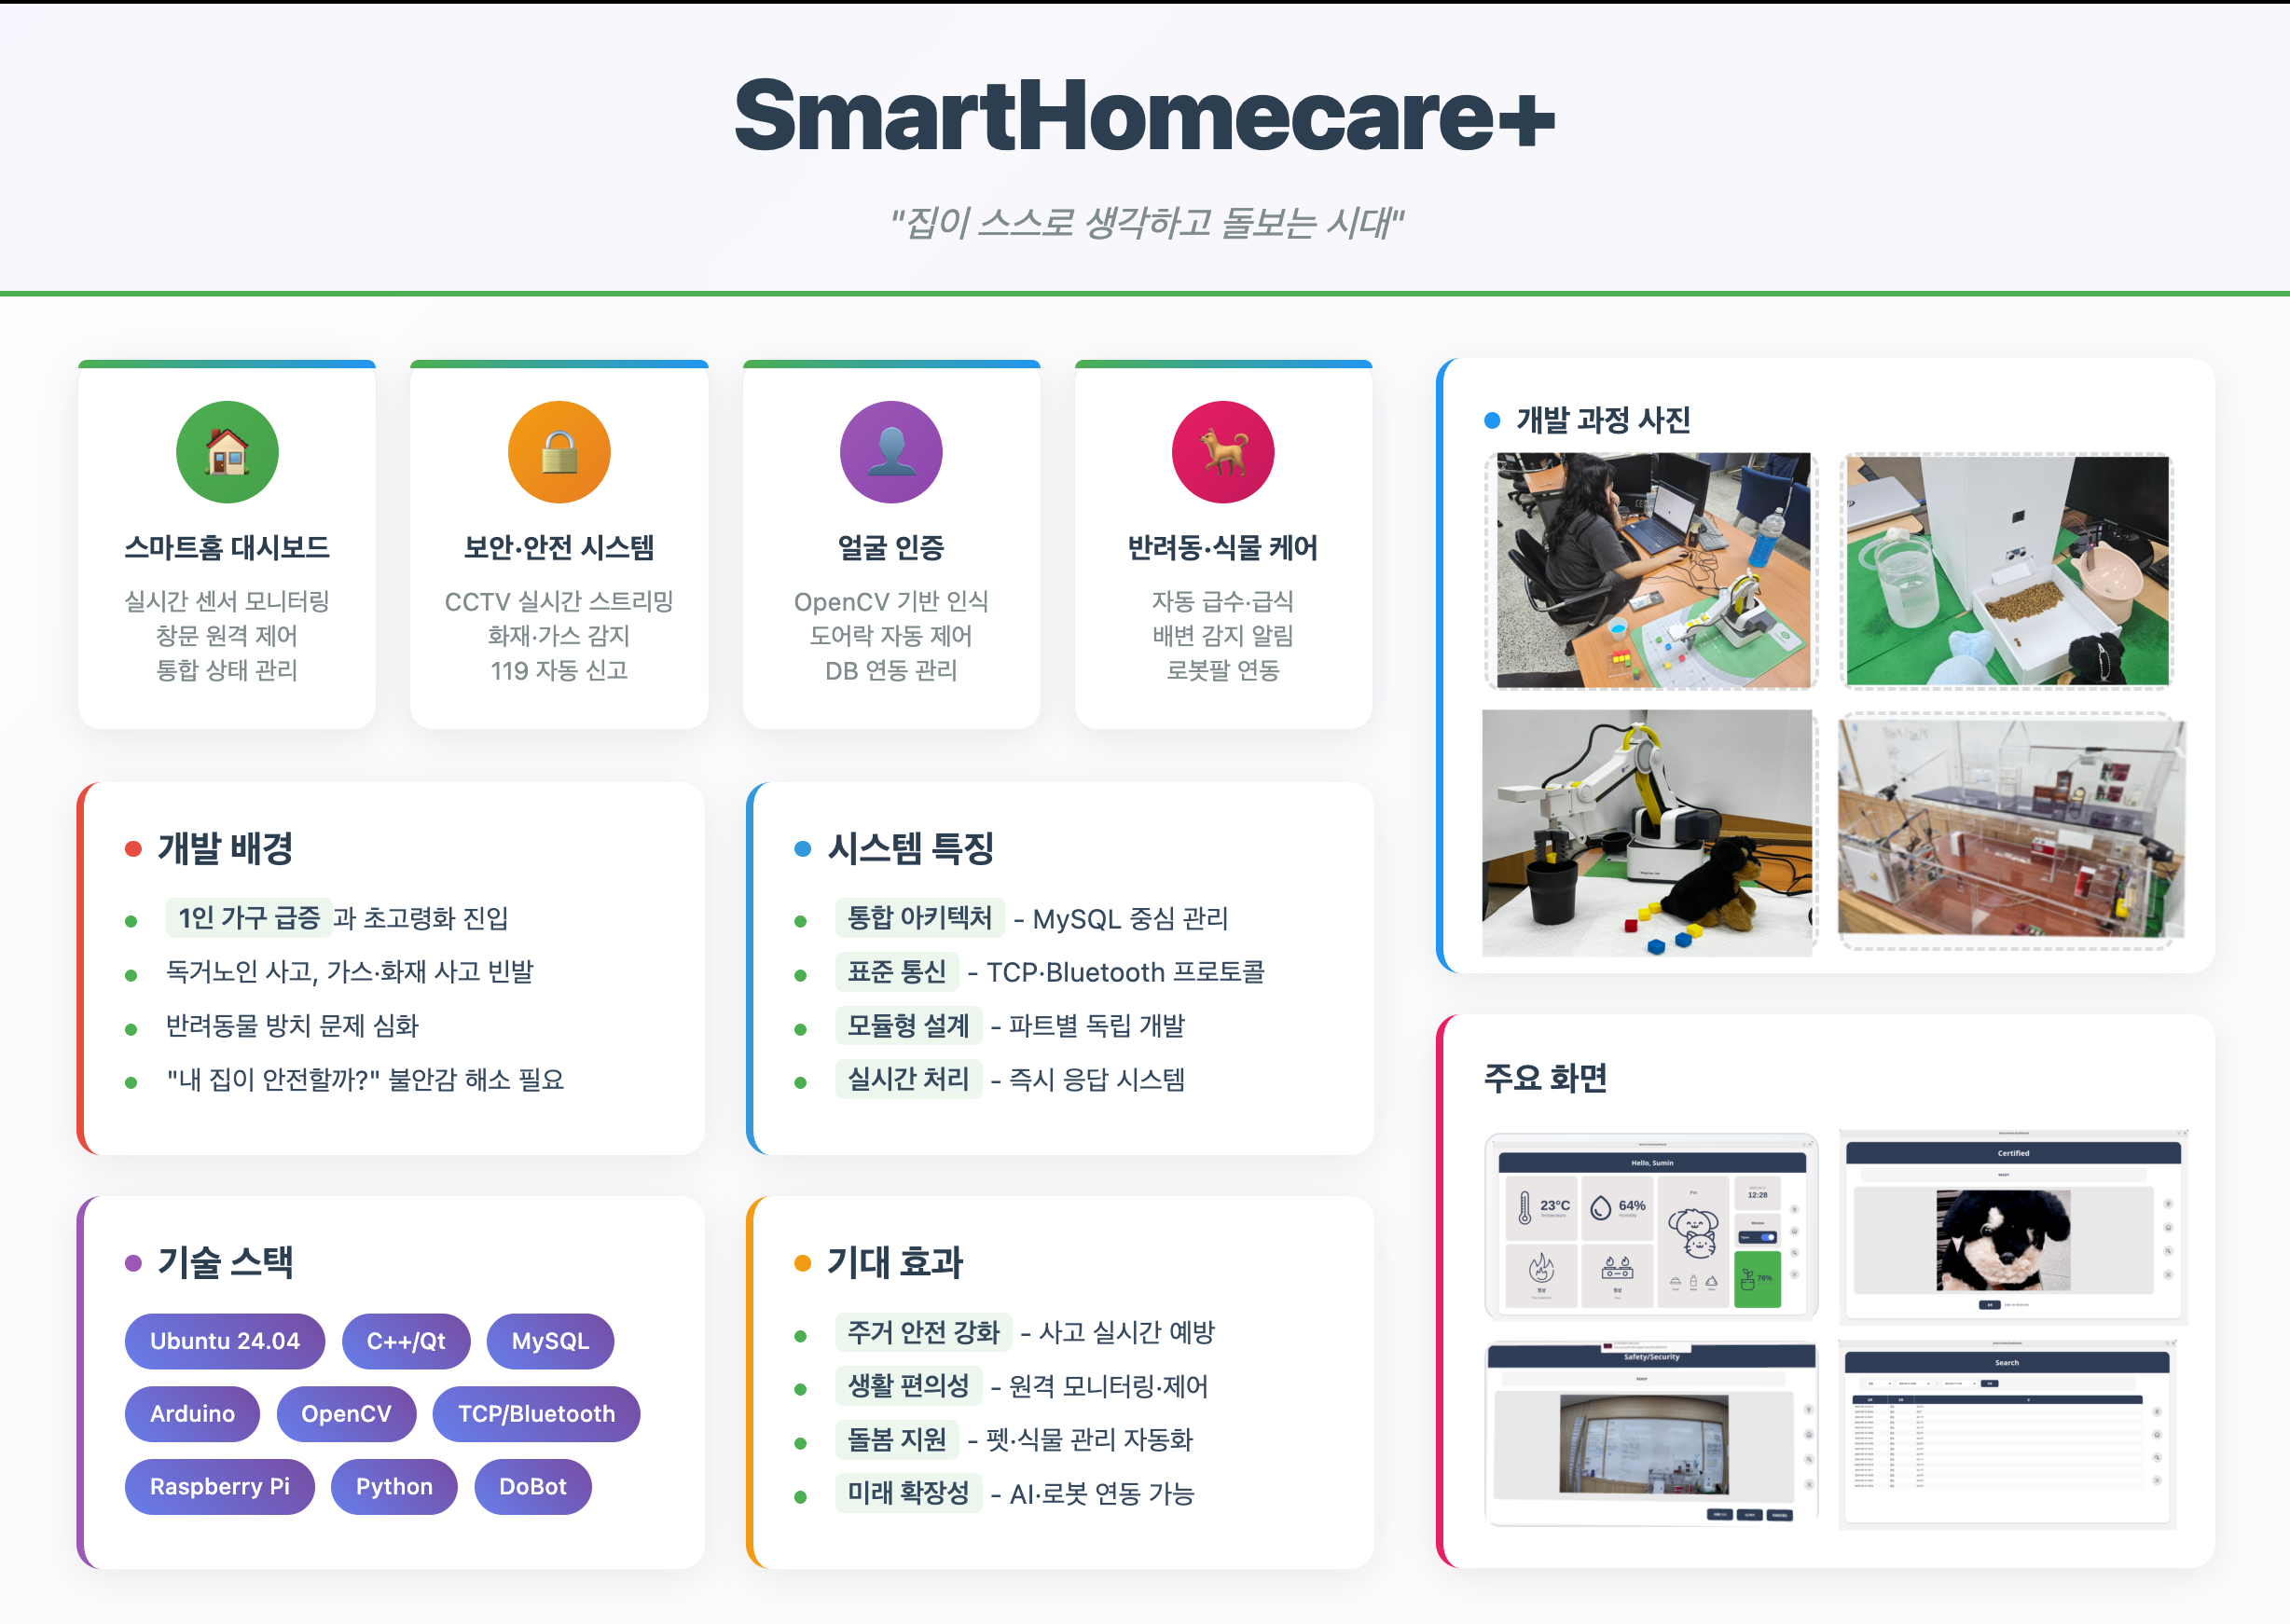 SmartHomecare+
"집이 스스로 생각하고 돌보는 시대"
스마트홈 대시보드
실시간 센서 모니터링
창문 원격 제어
통합 상태 관리
보안·안전 시스템
CCTV 실시간 스트리밍
화재·가스 감지
119 자동 신고
얼굴 인증
OpenCV 기반 인식
도어락 자동 제어
DB 연동 관리
반려동·식물 케어
자동 급수·급식
배변 감지 알림
로봇팔 연동
개발 배경
1인 가구 급증과 초고령화 진입
독거노인 사고, 가스·화재 사고 빈발
반려동물 방치 문제 심화
"내 집이 안전할까?" 불안감 해소 필요
시스템 특징
통합 아키텍처 - MySQL 중심 관리
표준 통신 - TCP·Bluetooth 프로토콜
모듈형 설계 - 파트별 독립 개발
실시간 처리 - 즉시 응답 시스템
기술 스택
Ubuntu 24.04
C++/Qt
MySQL
Arduino
OpenCV
TCP/Bluetooth
Raspberry Pi
Python
DoBot
기대 효과
주거 안전 강화 - 사고 실시간 예방
생활 편의성 - 원격 모니터링·제어
돌봄 지원 - 펫·식물 관리 자동화
미래 확장성 - AI·로봇 연동 가능
개발 과정 사진
주요 화면
Hello, Sumin
23°C
Temperature
64%
Humidity
Pet
12:28
Window
Open
정상
정상
76%
Certified
READY
Safety/Security
READY
Search